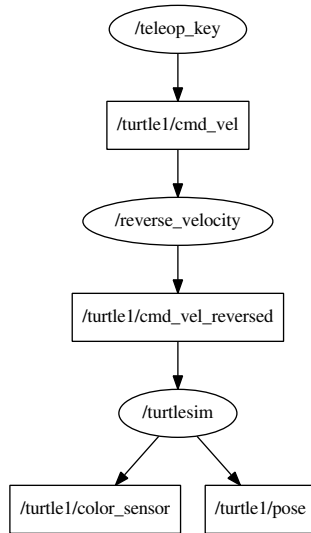 /teleop_key
/turtle1/cmd_vel
/reverse_velocity
/turtle1/cmd_vel_reversed
/turtlesim
/turtle1/color_sensor
/turtle1/pose